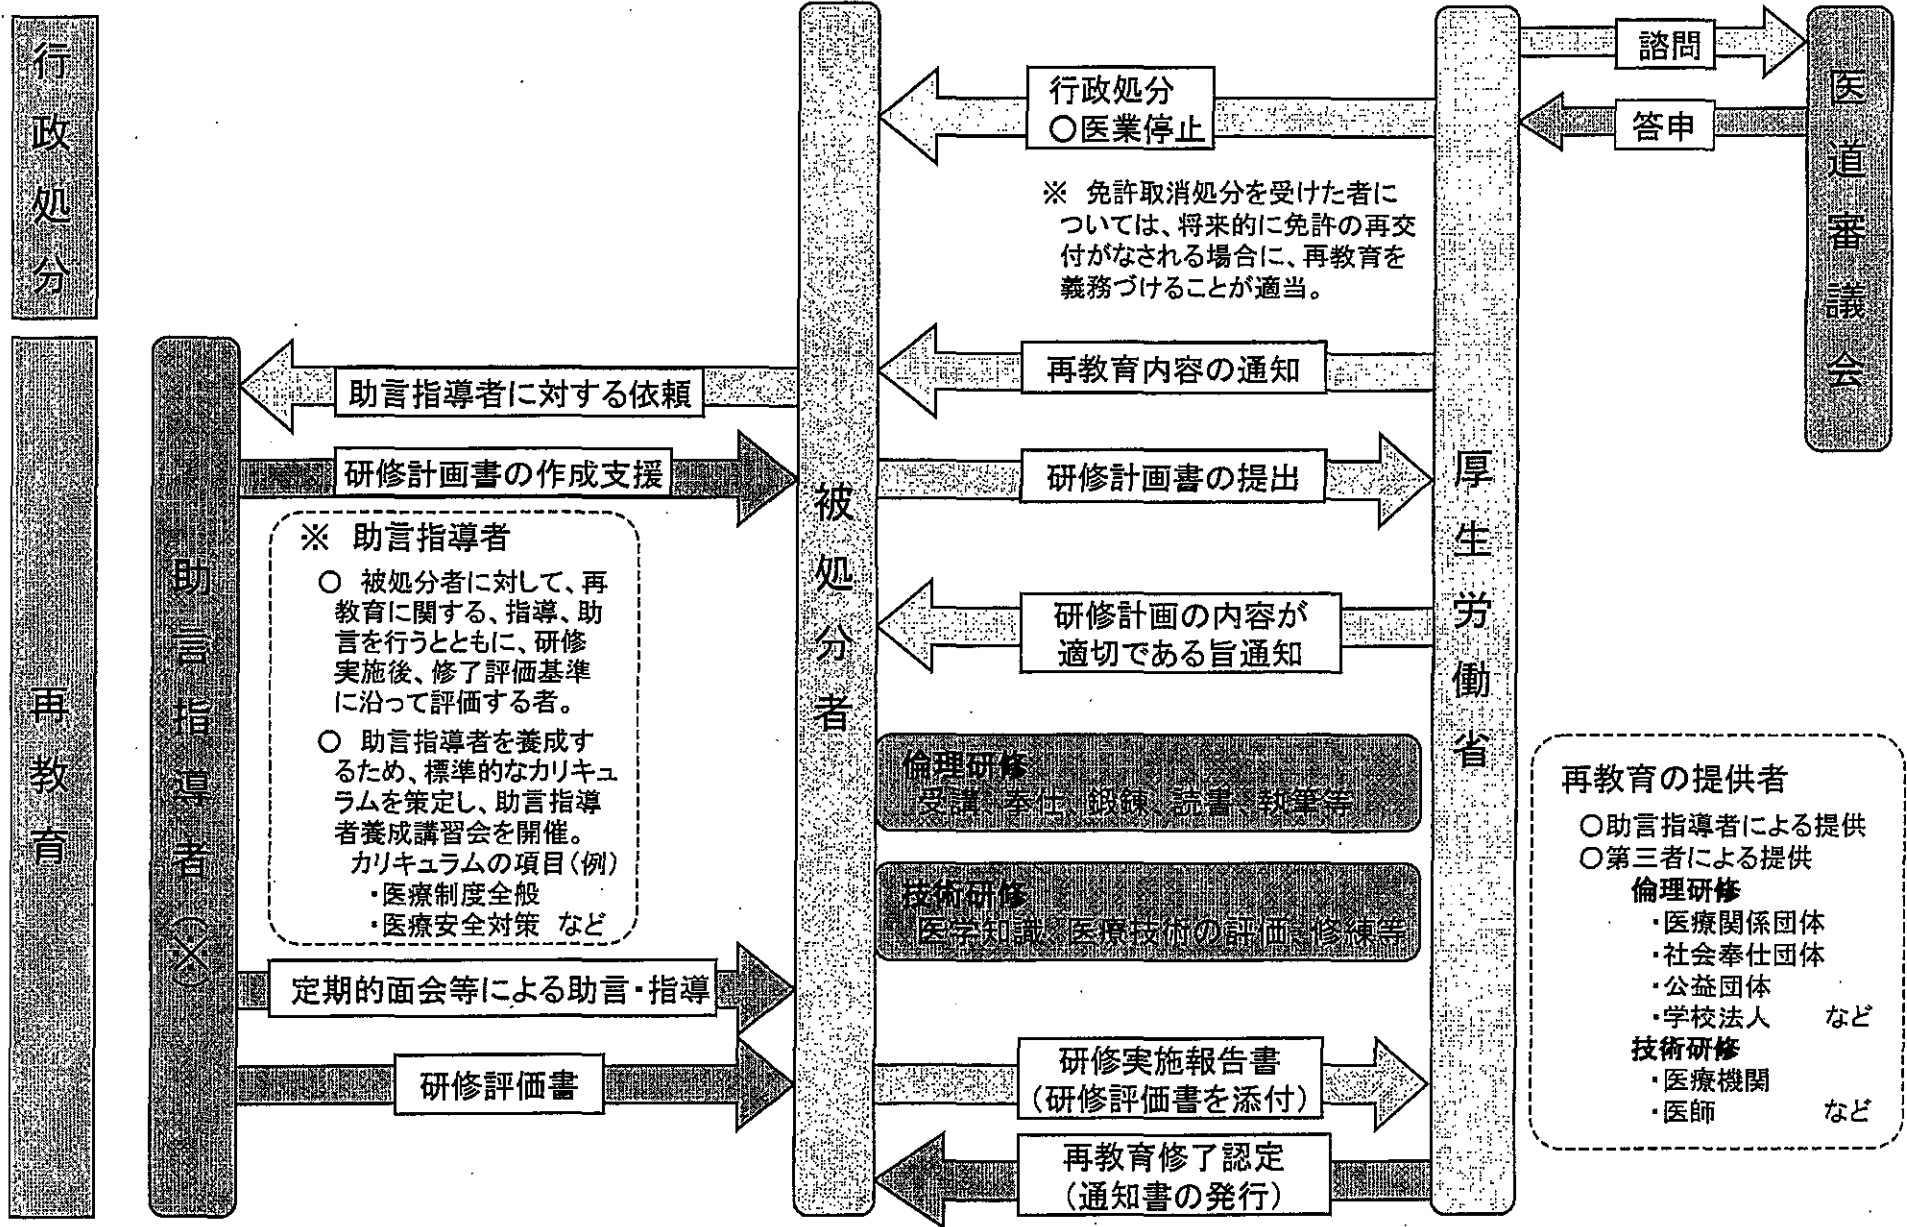 行政処分
諮問
答申
医道審議会
行政処分
○医業停止
※ 免許取消処分を受けた者に
ついては、将来的に免許の再交
付がなされる場合に、再教育を
義務づけることが適当。
再教育
助言指導者(※)
被処分者
厚生労働省
再教育内容の通知
助言指導者に対する依頼
研修計画書の作成支援
研修計画書の提出
※ 助言指導者
○ 被処分者に対して、再
教育に関する、指導、助
言を行うとともに、研修
実施後、修了評価基準
に沿って評価する者。
○ 助言指導者を養成す
るため、標準的なカリキュ
ラムを策定し、助言指導
者養成講習会を開催。
カリキュラムの項目(例)
・医療制度全般
・医療安全対策 など
研修計画の内容が
適切である旨通知
倫理研修
受講、奉仕、鍛錬、読書・執筆等
技術研修
医学知識・医療技術の評価、修練等
再教育の提供者
○助言指導者による提供
○第三者による提供
倫理研修
・医療関係団体
・社会奉仕団体
・公益団体
・学校法人 など
技術研修
・医療機関
・医師 など
定期的面会等による助言・指導
研修評価書
研修実施報告書
(研修評価書を添付)
再教育修了認定
(通知書の発行)